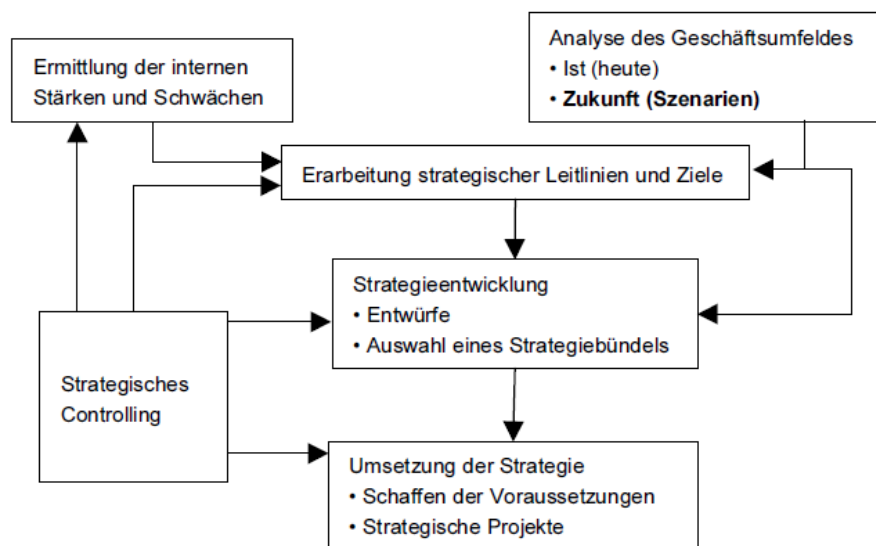 Ermittlung der internen
Stärken und Schwächen
Analyse des Geschäftsumfeldes
• Ist (heute)
• Zukunft (Szenarien)
Erarbeitung strategischer Leitlinien und Ziele
Strategieentwicklung
• Entwürfe
• Auswahl eines Strategiebündels
Strategisches
Controlling
Umsetzung der Strategie
• Schaffen der Voraussetzungen
• Strategische Projekte